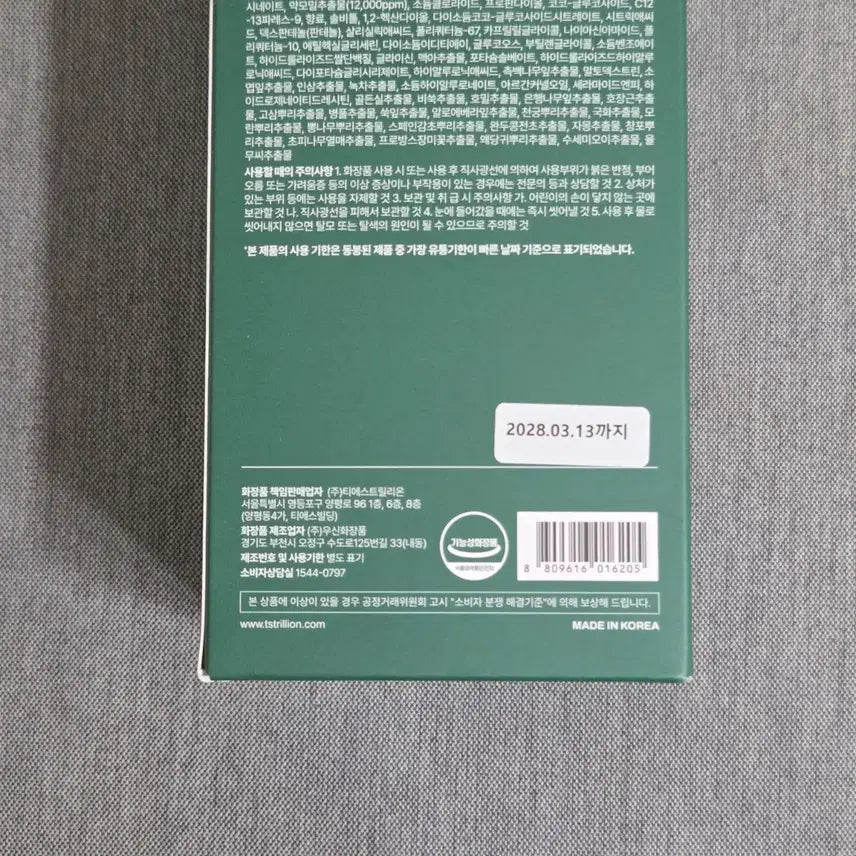 시네이트, 약모밀추출물(12,000ppm), 소듐클로라이드, 프로판다이올, 코코-글루코사이드, C12
-13파레스-9, 향료, 솔비톨, 1,2-헥산다이올, 다이소듐코코-글루코사이드시트레이트, 시트릭애씨
드, 덱스판테놀(판테놀), 살리실릭애씨드, 폴리쿼터늄-67, 카프릴릴글라이콜, 나이아신아마이드, 폴
리쿼터늄-10, 에틸헥실글리세린, 다이소듐이디티에이, 글루코오스, 부틸렌글라이콜, 소듐벤조에이
트, 하이드롤라이즈드쌀단백질, 글라이신, 맥아추출물, 포타슘솔베이트, 하이드롤라이즈드하이알루
로닉애씨드, 다이포타슘글리시리제이트, 하이알루로닉애씨드, 측백나무잎추출물, 말토덱스트린, 소
엽잎추출물, 인삼추출물, 녹차추출물, 소듐하이알루로네이트, 아르간커넬오일, 세라마이드엔피, 하
이드로제네이티드레시틴, 골든실추출물, 비쑥추출물, 호밀추출물, 은행나무잎추출물, 호장근추출
물, 고삼뿌리추출물, 병풀추출물, 쑥잎추출물, 알로에베라잎추출물, 천궁뿌리추출물, 국화추출물, 모
란뿌리추출물, 뽕나무뿌리추출물, 스페인감초뿌리추출물, 완두콩전초추출물, 자몽추출물, 창포뿌
리추출물, 초피나무열매추출물, 프로방스장미꽃추출물, 왜당귀뿌리추출물, 수세미오이추출물, 율
무씨추출물
사용할 때의 주의사항 1. 화장품 사용 시 또는 사용 후 직사광선에 의하여 사용부위가 붉은 반점, 부어
오름 또는 가려움증 등의 이상 증상이나 부작용이 있는 경우에는 전문의 등과 상담할 것 2. 상처가
있는 부위 등에는 사용을 자제할 것 3. 보관 및 취급 시 주의사항 가. 어린이의 손이 닿지 않는 곳에
보관할 것 나. 직사광선을 피해서 보관할 것 4. 눈에 들어갔을 때에는 즉시 씻어낼 것 5. 사용 후 물로
씻어내지 않으면 탈모 또는 탈색의 원인이 될 수 있으므로 주의할 것
*본 제품의 사용 기한은 동봉된 제품 중 가장 유통기한이 빠른 날짜 기준으로 표기되었습니다.
2028.03.13까지
화장품 책임판매업자 (주)티에스트릴리온
서울특별시 영등포구 양평로 96 1층, 6층, 8층
(양평동4가, 티에스빌딩)
화장품 제조업자 (주)우신화장품
경기도 부천시 오정구 수도로125번길 33(내동)
제조번호 및 사용기한 별도 표기
소비자상담실 1544-0797
기능성화장품
8 809616 016205
본 상품에 이상이 있을 경우 공정거래위원회 고시 "소비자 분쟁 해결기준"에 의해 보상해 드립니다.
www.tstrillion.com
MADE IN KOREA